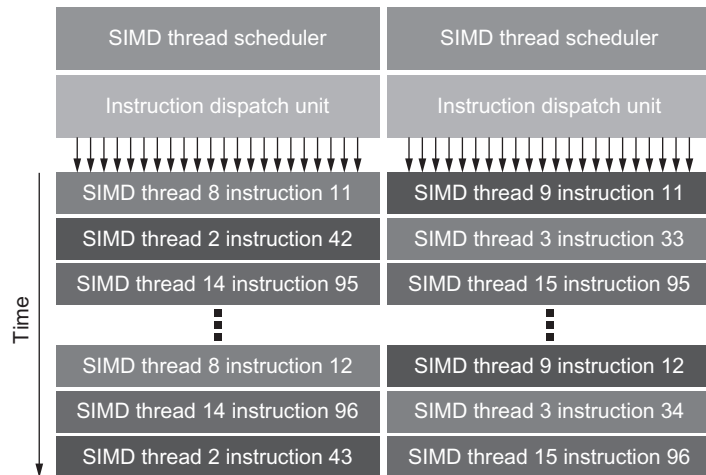 SIMD thread scheduler
SIMD thread scheduler
Instruction dispatch unit
Instruction dispatch unit
Time
SIMD thread 8 instruction 11
SIMD thread 9 instruction 11
SIMD thread 2 instruction 42
SIMD thread 3 instruction 33
SIMD thread 14 instruction 95
SIMD thread 15 instruction 95
SIMD thread 8 instruction 12
SIMD thread 9 instruction 12
SIMD thread 14 instruction 96
SIMD thread 3 instruction 34
SIMD thread 2 instruction 43
SIMD thread 15 instruction 96